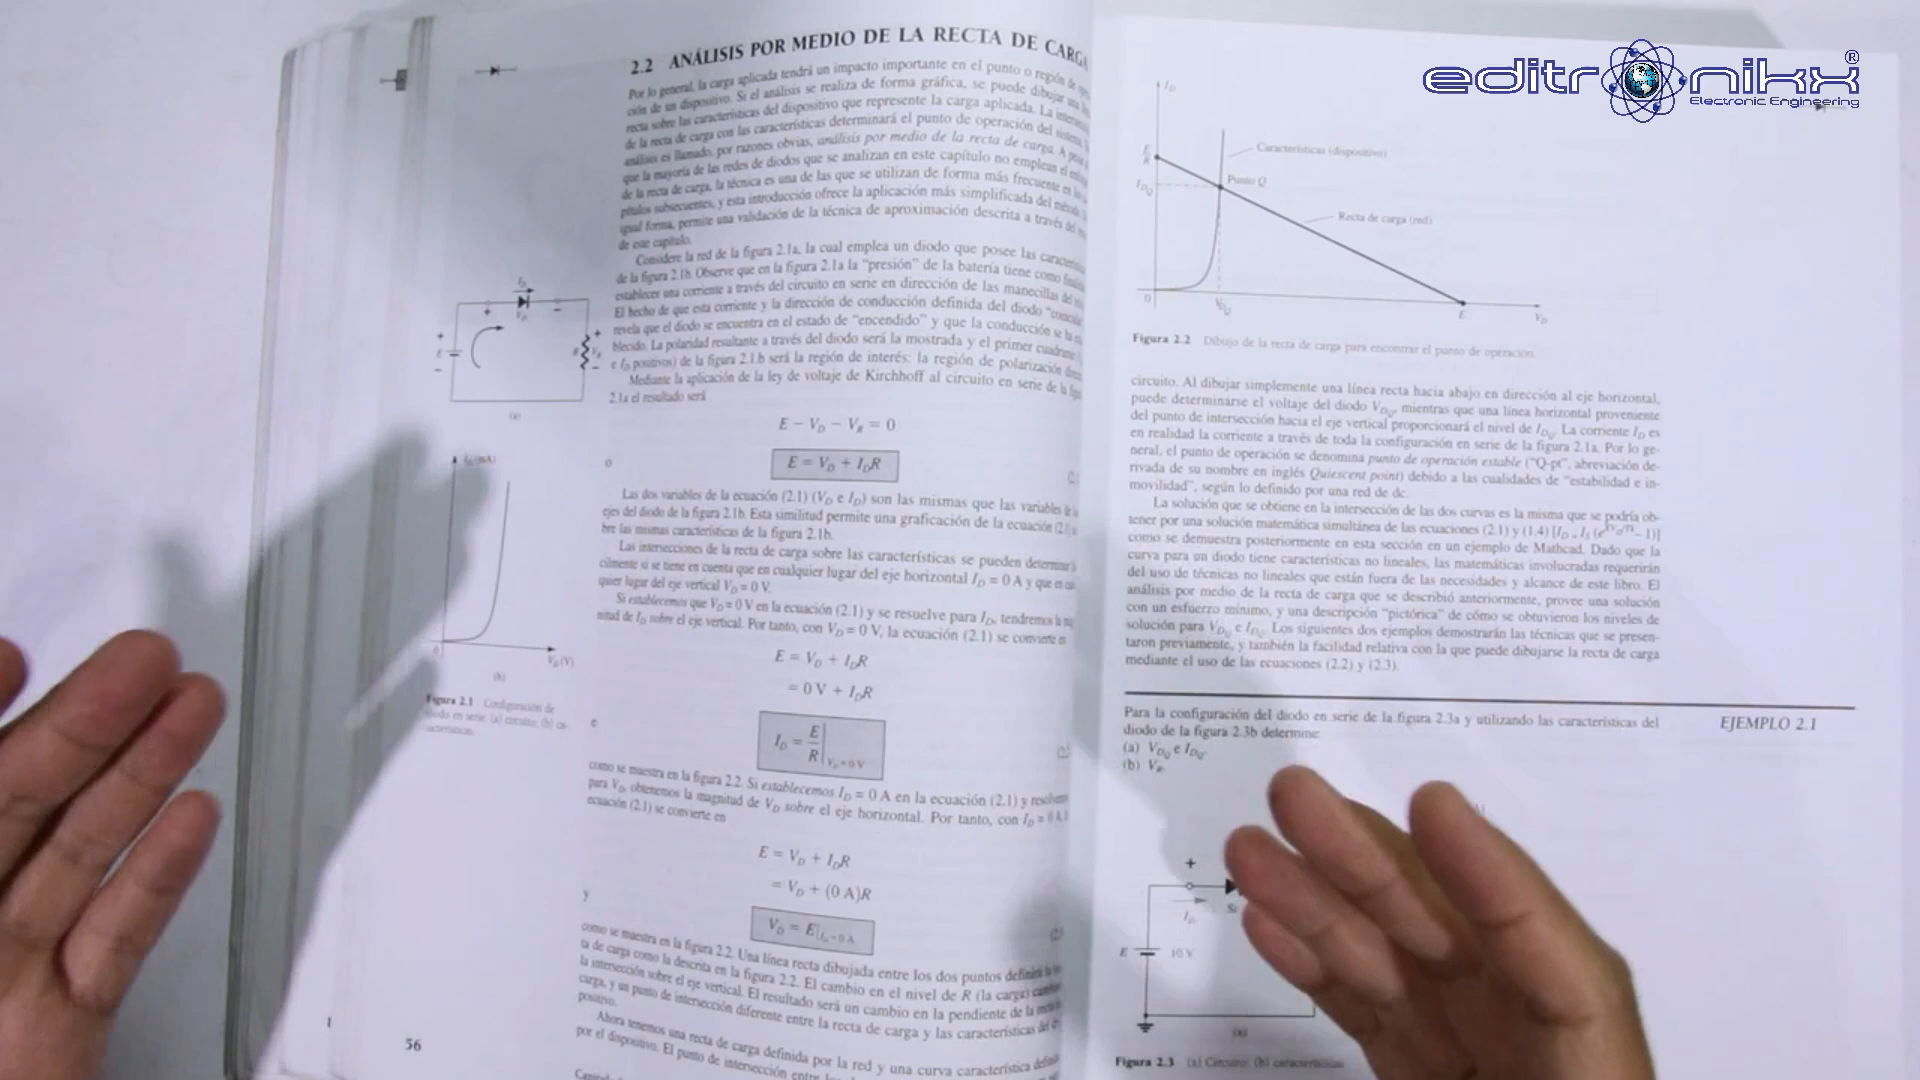 editronikx®
Electronic Engineering
2.2 ANÁLISIS POR MEDIO DE LA RECTA DE CARGA
Por lo general, la carga aplicada tendrá un impacto importante en el punto o región de
ción de un dispositivo. Si el análisis se realiza de forma gráfica, se puede dibujar una
recta sobre las características del dispositivo que represente la carga aplicada. La
de la recta de carga con las características determinará el punto de operación del
análisis es llamado, por razones obvias, análisis por medio de la recta de carga. A
que la mayoría de las redes de diodos que se analizan en este capítulo no emplean el
de la recta de carga, la técnica es una de las que se utilizan de forma más frecuente
pítulos subsecuentes, y esta introducción ofrece la aplicación más simplificada del
igual forma, permite una validación de la técnica de aproximación descrita a través del
de este capítulo.
Considere la red de la figura 2.1a, la cual emplea un diodo que posee las
de la figura 2.1b. Observe que en la figura 2.1a la “presión” de la batería tiene como
establecer una corriente a través del circuito en serie en dirección de las manecillas del
El hecho de que esta corriente y la dirección de conducción definida del diodo
revela que el diodo se encuentra en el estado de “encendido” y que la conducción se ha
blecido. La polaridad resultante a través del diodo será la mostrada y el primer cuadrante
e I_D positivos) de la figura 2.1.b será la región de interés: la región de polarización
Mediante la aplicación de la ley de voltaje de Kirchhoff al circuito en serie de la
2.1a el resultado será
E − V_D − V_R = 0
o E = V_D + I_DR
Las dos variables de la ecuación (2.1) (V_D e I_D) son las mismas que las variables de
ejes del diodo de la figura 2.1b. Esta similitud permite una graficación de la ecuación
bre las mismas características de la figura 2.1b.
Las intersecciones de la recta de carga sobre las características se pueden
cilmente si se tiene en cuenta que en cualquier lugar del eje horizontal I_D = 0 A y que en
quier lugar del eje vertical V_D = 0 V.
Si establecemos que V_D = 0 V en la ecuación (2.1) y se resuelve para I_D, tendremos la
nitud de I_D sobre el eje vertical. Por tanto, con V_D = 0 V, la ecuación (2.1) se convierte en
E = V_D + I_DR
= 0 V + I_DR
e I_D = E/R|V_D = 0 V
como se muestra en la figura 2.2. Si establecemos I_D = 0 A en la ecuación (2.1) y
para V_D, obtenemos la magnitud de V_D sobre el eje horizontal. Por tanto, con I_D = 0 A,
ecuación (2.1) se convierte en
E = V_D + I_DR
= V_D + (0 A)R
y V_D = E|I_D = 0 A
como se muestra en la figura 2.2. Una línea recta dibujada entre los dos puntos
ta de carga como la descrita en la figura 2.2. El cambio en el nivel de R (la carga)
la intersección sobre el eje vertical. El resultado será un cambio en la pendiente de la
carga, y un punto de intersección diferente entre la recta de carga y las características del
positivo.
Ahora tenemos una recta de carga definida por la red y una curva característica
por el dispositivo. El punto de intersección entre
I_D
+
−
V_D
E
(a)
I_D (mA)
0
V_D (V)
(b)
Figura 2.1 Configuración de
diodo en serie: (a) circuito; (b)
56
I_D
E/R
I_DQ
Características (dispositivo)
Punto Q
Recta de carga (red)
0
V_DQ
E
V_D
Figura 2.2 Dibujo de la recta de carga para encontrar el punto de operación.
circuito. Al dibujar simplemente una línea recta hacia abajo en dirección al eje horizontal,
puede determinarse el voltaje del diodo V_DQ, mientras que una línea horizontal proveniente
del punto de intersección hacia el eje vertical proporcionará el nivel de I_DQ. La corriente I_D es
en realidad la corriente a través de toda la configuración en serie de la figura 2.1a. Por lo ge-
neral, el punto de operación se denomina punto de operación estable (“Q-pt”, abreviación de-
rivada de su nombre en inglés Quiescent point) debido a las cualidades de “estabilidad e in-
movilidad”, según lo definido por una red de dc.
La solución que se obtiene en la intersección de las dos curvas es la misma que se podría ob-
tener por una solución matemática simultánea de las ecuaciones (2.1) y (1.4)
como se demuestra posteriormente en esta sección en un ejemplo de Mathcad. Dado que la
curva para un diodo tiene características no lineales, las matemáticas involucradas requerirán
del uso de técnicas no lineales que están fuera de las necesidades y alcance de este libro. El
análisis por medio de la recta de carga que se describió anteriormente, provee una solución
con un esfuerzo mínimo, y una descripción “pictórica” de cómo se obtuvieron los niveles de
solución para V_DQ e I_DQ. Los siguientes dos ejemplos demostrarán las técnicas que se presen-
taron previamente, y también la facilidad relativa con la que puede dibujarse la recta de carga
mediante el uso de las ecuaciones (2.2) y (2.3).
Para la configuración del diodo en serie de la figura 2.3a y utilizando las características del
diodo de la figura 2.3b determine:
(a) V_DQ e I_DQ.
(b) V_R.
EJEMPLO 2.1
+
I_D
Si
E 10 V
(a)
Figura 2.3 (a) Circuito; (b) características